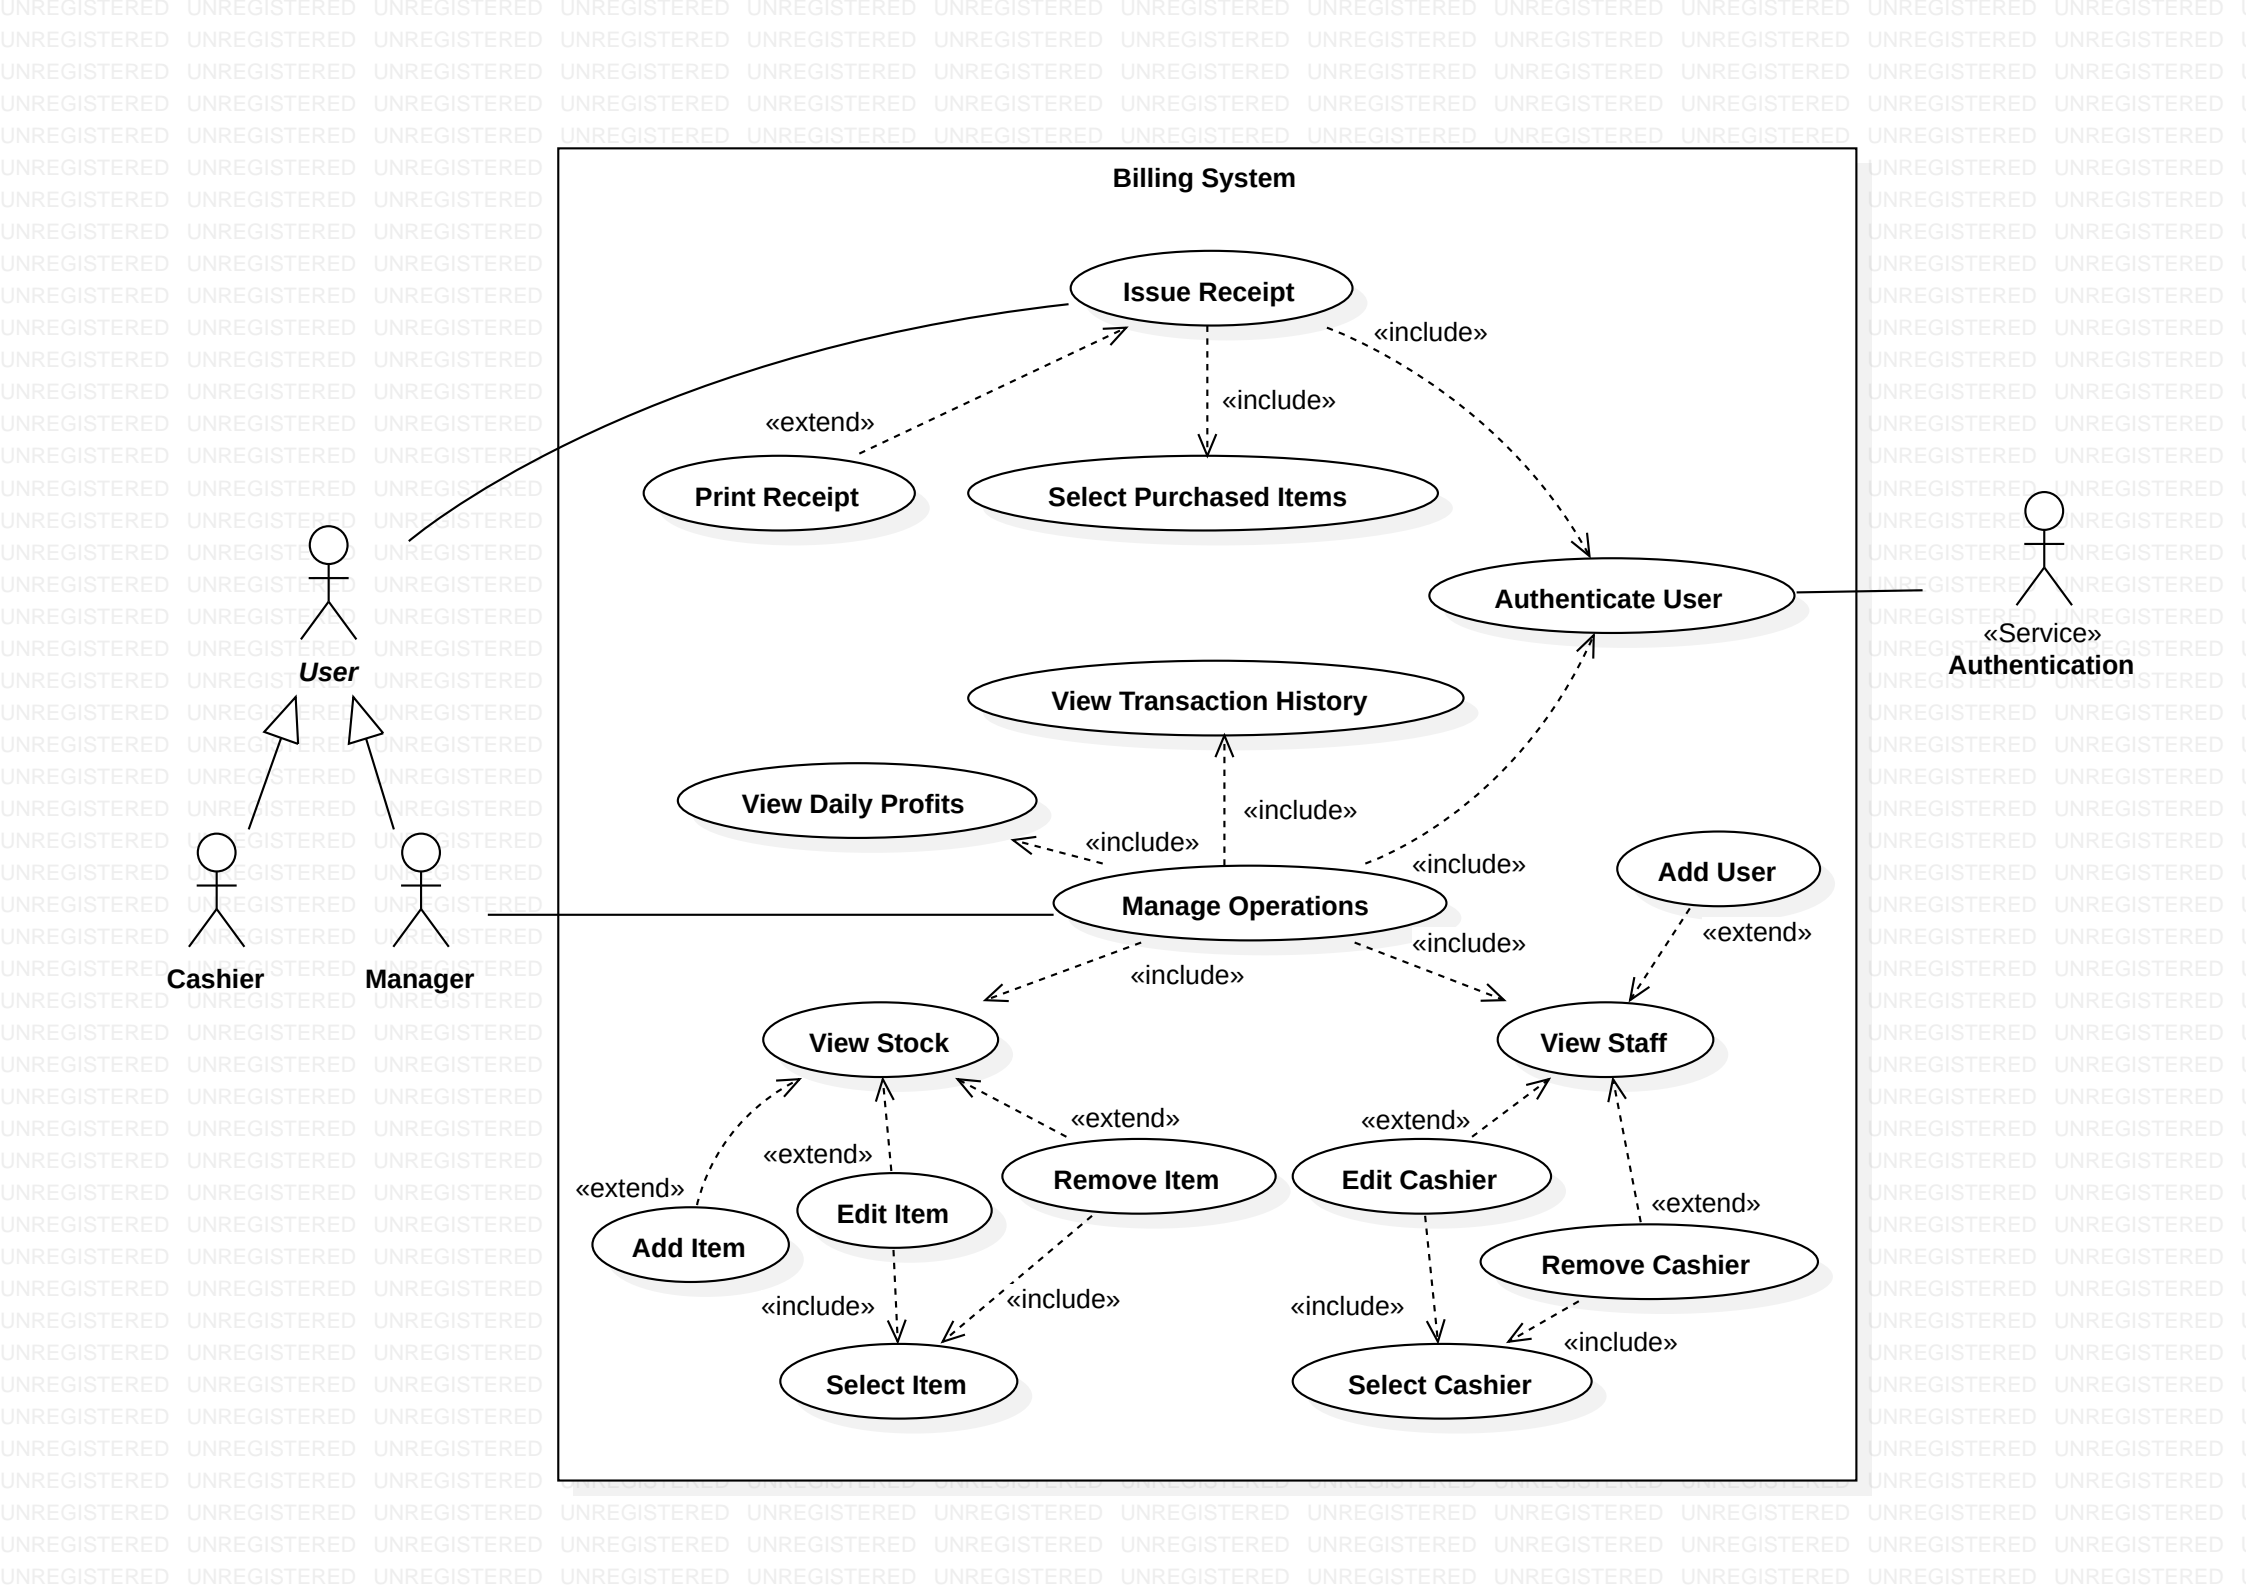 Billing System
Issue Receipt
«include»
«include»
«extend»
Print Receipt
Select Purchased Items
Authenticate User
«Service»
Authentication
User
View Transaction History
View Daily Profits
«include»
«include»
«include»
Add User
Manage Operations
«extend»
«include»
«include»
Cashier
Manager
View Stock
View Staff
«extend»
«extend»
«extend»
Remove Item
Edit Cashier
«extend»
«extend»
Edit Item
Add Item
Remove Cashier
«include»
«include»
«include»
«include»
Select Item
Select Cashier
UNREGISTERED